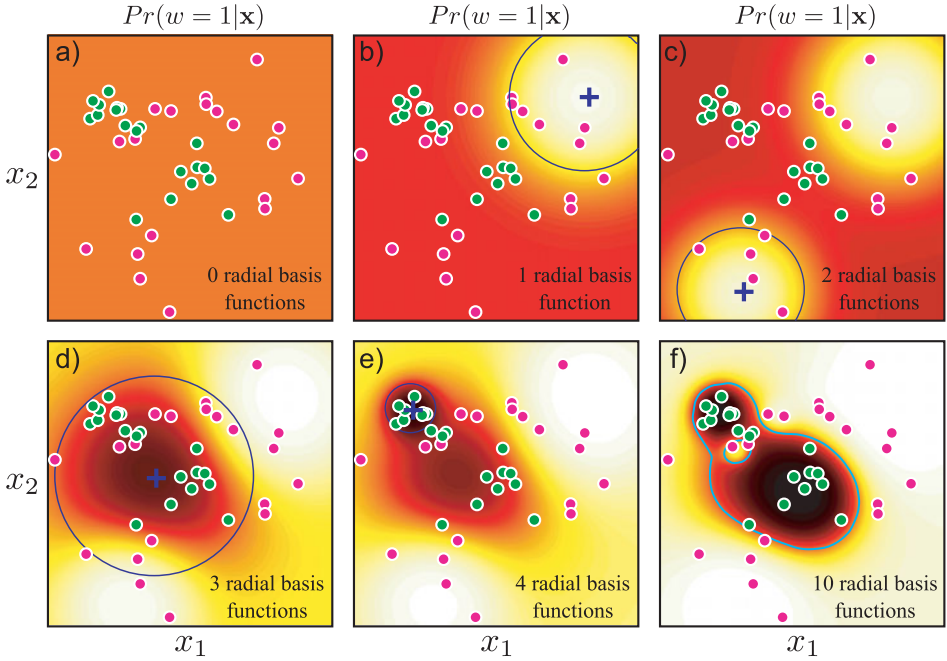 Pr(w = 1|x)
Pr(w = 1|x)
Pr(w = 1|x)
a)
b)
c)
x2
0 radial basis
functions
1 radial basis
function
2 radial basis
functions
d)
e)
f)
x2
3 radial basis
functions
4 radial basis
functions
10 radial basis
functions
x1
x1
x1